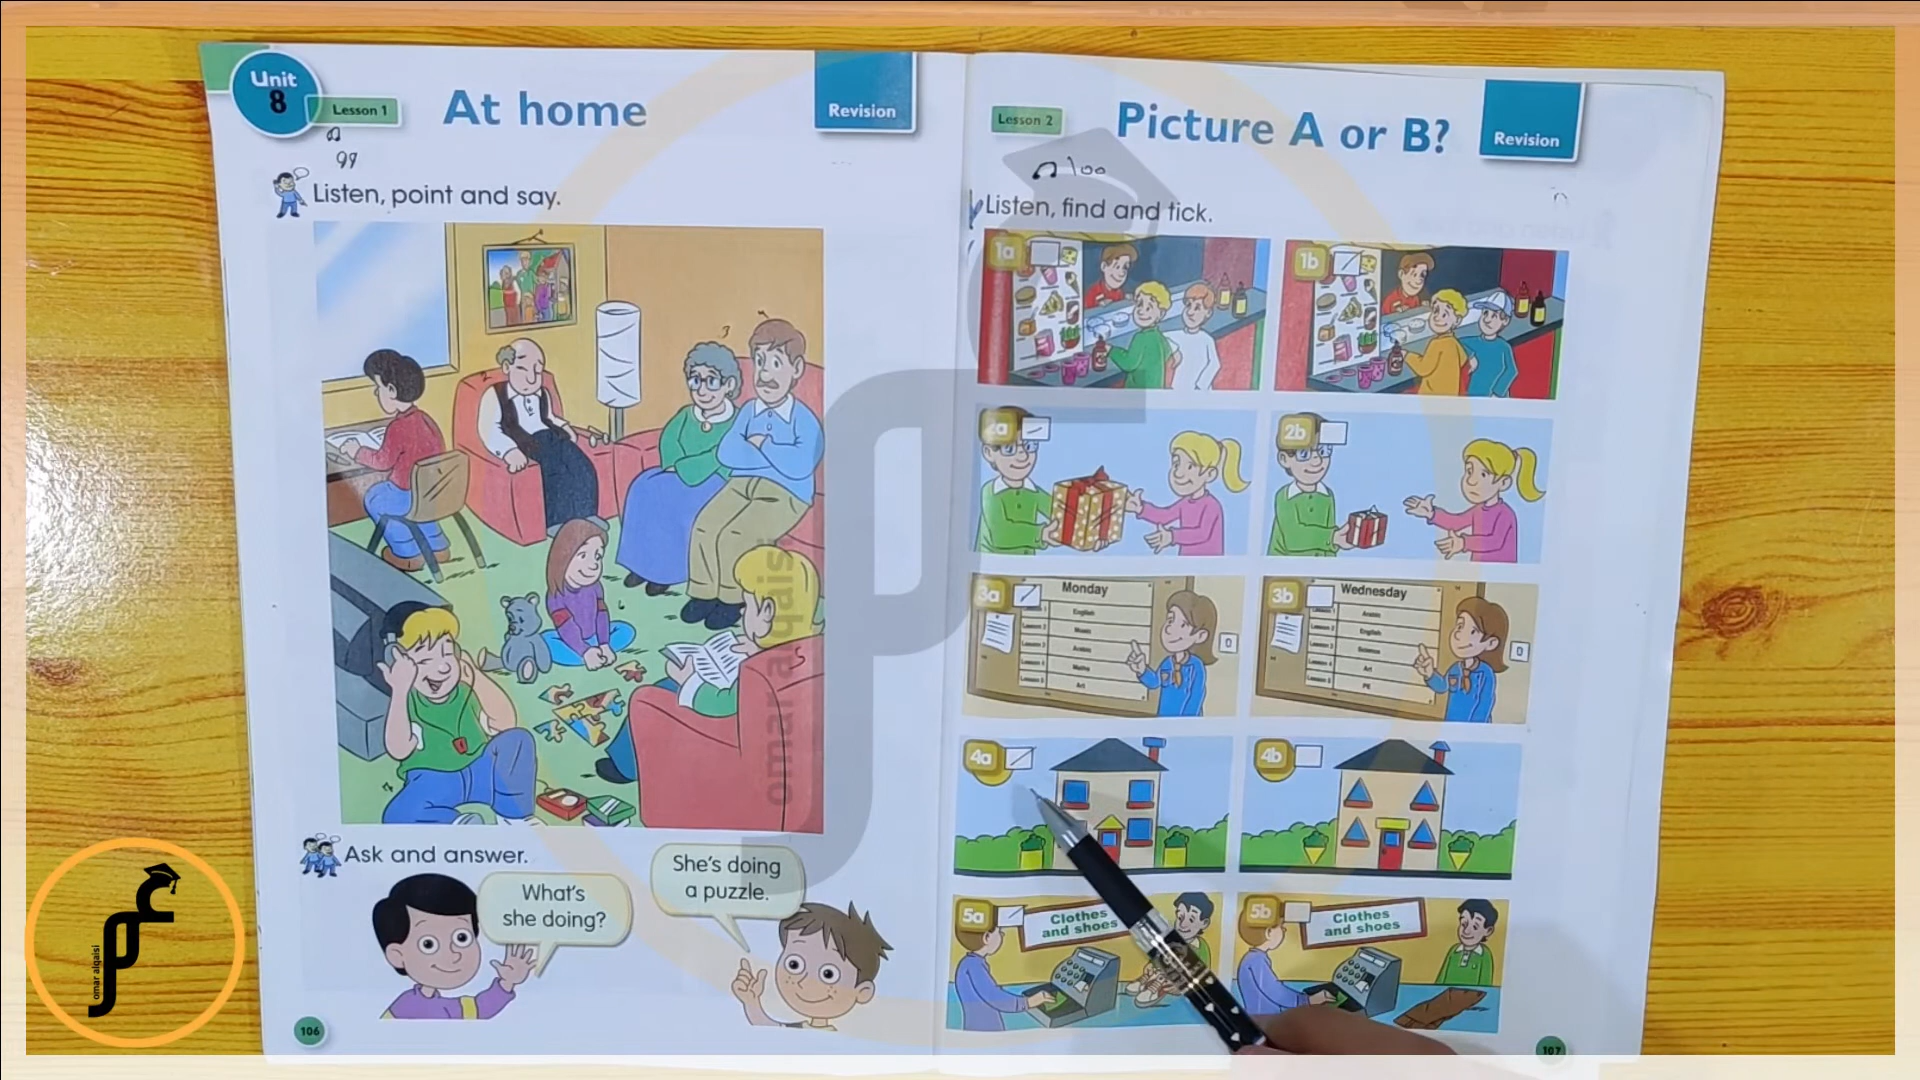 Unit
8
Lesson 1
At home
Revision
99
Listen, point and say.
Ask and answer.
What's
she doing?
She's doing
a puzzle.
106
Lesson 2
Picture A or B?
Revision
100
Listen, find and tick.
1a
1b
2a
2b
3a
Monday
English
Music
Arabic
Maths
Art
3b
Wednesday
Arabic
English
Science
Art
PE
4a
4b
5a
Clothes
and shoes
5b
Clothes
and shoes
107
omar alqaisi
omar alqaisi